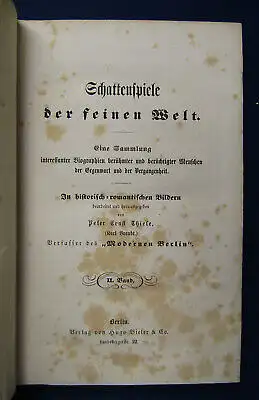 Schattenspiele
der feinen Welt.
Eine Sammlung
interessanter Biographien berühmter und berüchtigter Menschen
der Gegenwart und der Vergangenheit.
In historisch-romantischen Bildern
bearbeitet und herausgegeben
von
Peter Ernst Thiele.
(Karl Brandt.)
Verfasser des „Modernen Berlin“.
II. Band.
Berlin.
Verlag von Hugo Bieler & Co.